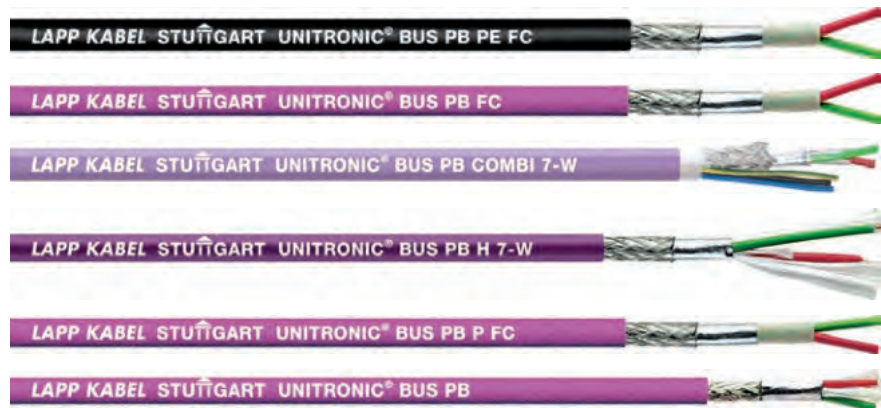 LAPP KABEL STUTTGART UNITRONIC® BUS PB PE FC
LAPP KABEL STUTTGART UNITRONIC® BUS PB FC
LAPP KABEL STUTTGART UNITRONIC® BUS PB COMBI 7-W
LAPP KABEL STUTTGART UNITRONIC® BUS PB H 7-W
LAPP KABEL STUTTGART UNITRONIC® BUS PB P FC
LAPP KABEL STUTTGART UNITRONIC® BUS PB